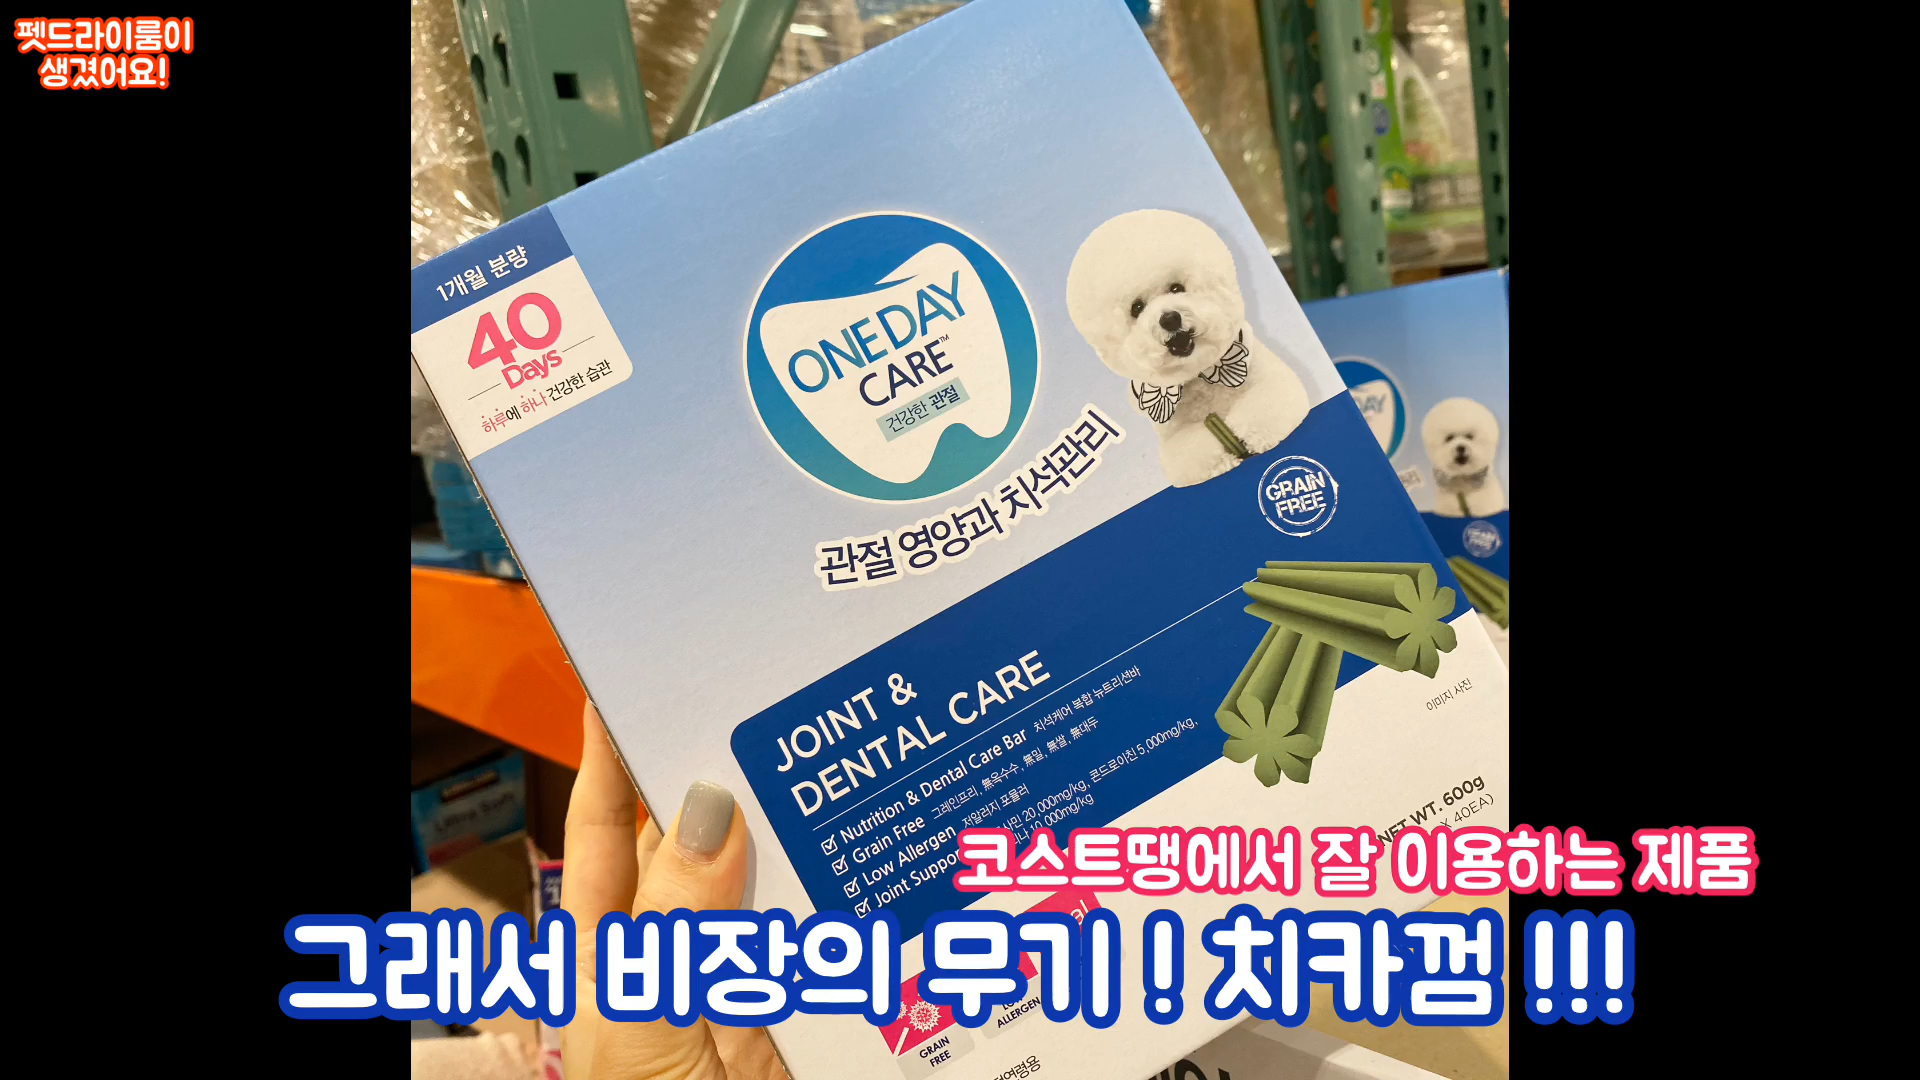 펫드라이룸이
생겼어요!
1개월 분량
40
Days
하루에 하나 건강한 습관
ONEDAY
CARE™
건강한 관절
관절 영양과 치석관리
GRAIN
FREE
JOINT &
DENTAL CARE
Nutrition & Dental Care Bar 치석케어 복합 뉴트리션바
Grain Free 그레인프리, 無옥수수, 無밀, 無쌀, 無대두
Low Allergen 저알러지 포뮬러
Joint Suppor 사민 20,000mg/kg, 콘드로이친 5,000mg/kg,
10,000mg/kg
이미지 사진
NET WT. 600g
X 40EA)
코스트땡에서 잘 이용하는 제품
그래서 비장의 무기 ! 치카껌 !!!
GRAIN
FREE
ALLERGEN